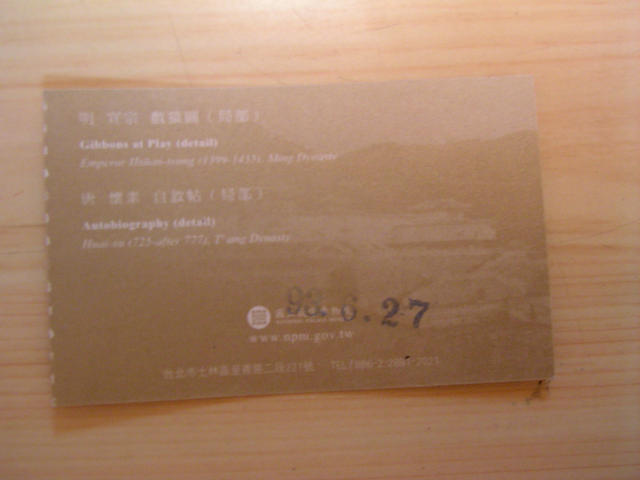 明 宣宗 戲猿圖（局部）
Gibbons at Play (detail)
Emperor Hsüan-tsung (1399-1435), Ming Dynasty
唐 懷素 自敘帖（局部）
Autobiography (detail)
Huai-su (725-after 777), T'ang Dynasty
93.6.27
www.npm.gov.tw
台北市士林區至善路二段221號 TEL/886-2-2881-2021